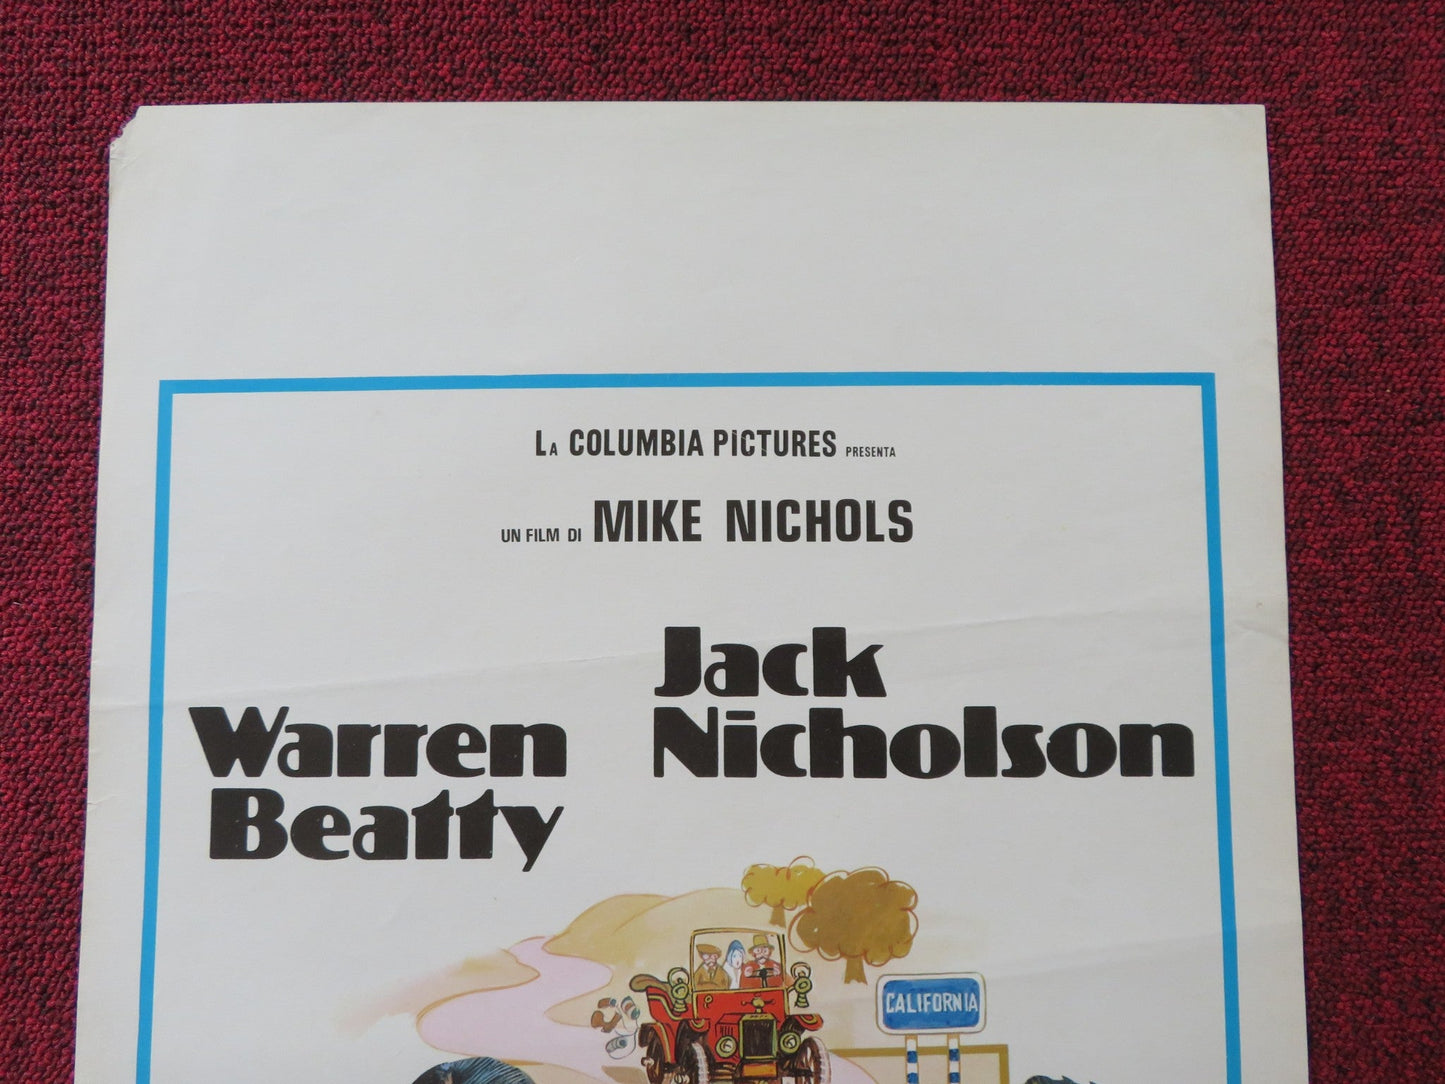 La COLUMBIA PiCTURES PRESENTA
UN FILM DI MIKE NICHOLS
Jack
Nicholson
Warren
Beatty
CALIFORNIA